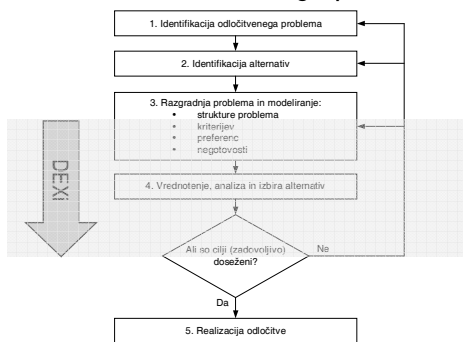 1. Identifikacija odločitvenega problema
2. Identifikacija alternativ
3. Razgradnja problema in modeliranje:
• strukture problema
• kriterijev
• preferenc
• negotovosti
DEXi
4. Vrednotenje, analiza in izbira alternativ
Ali so cilji (zadovoljivo)
doseženi?
Ne
Da
5. Realizacija odločitve